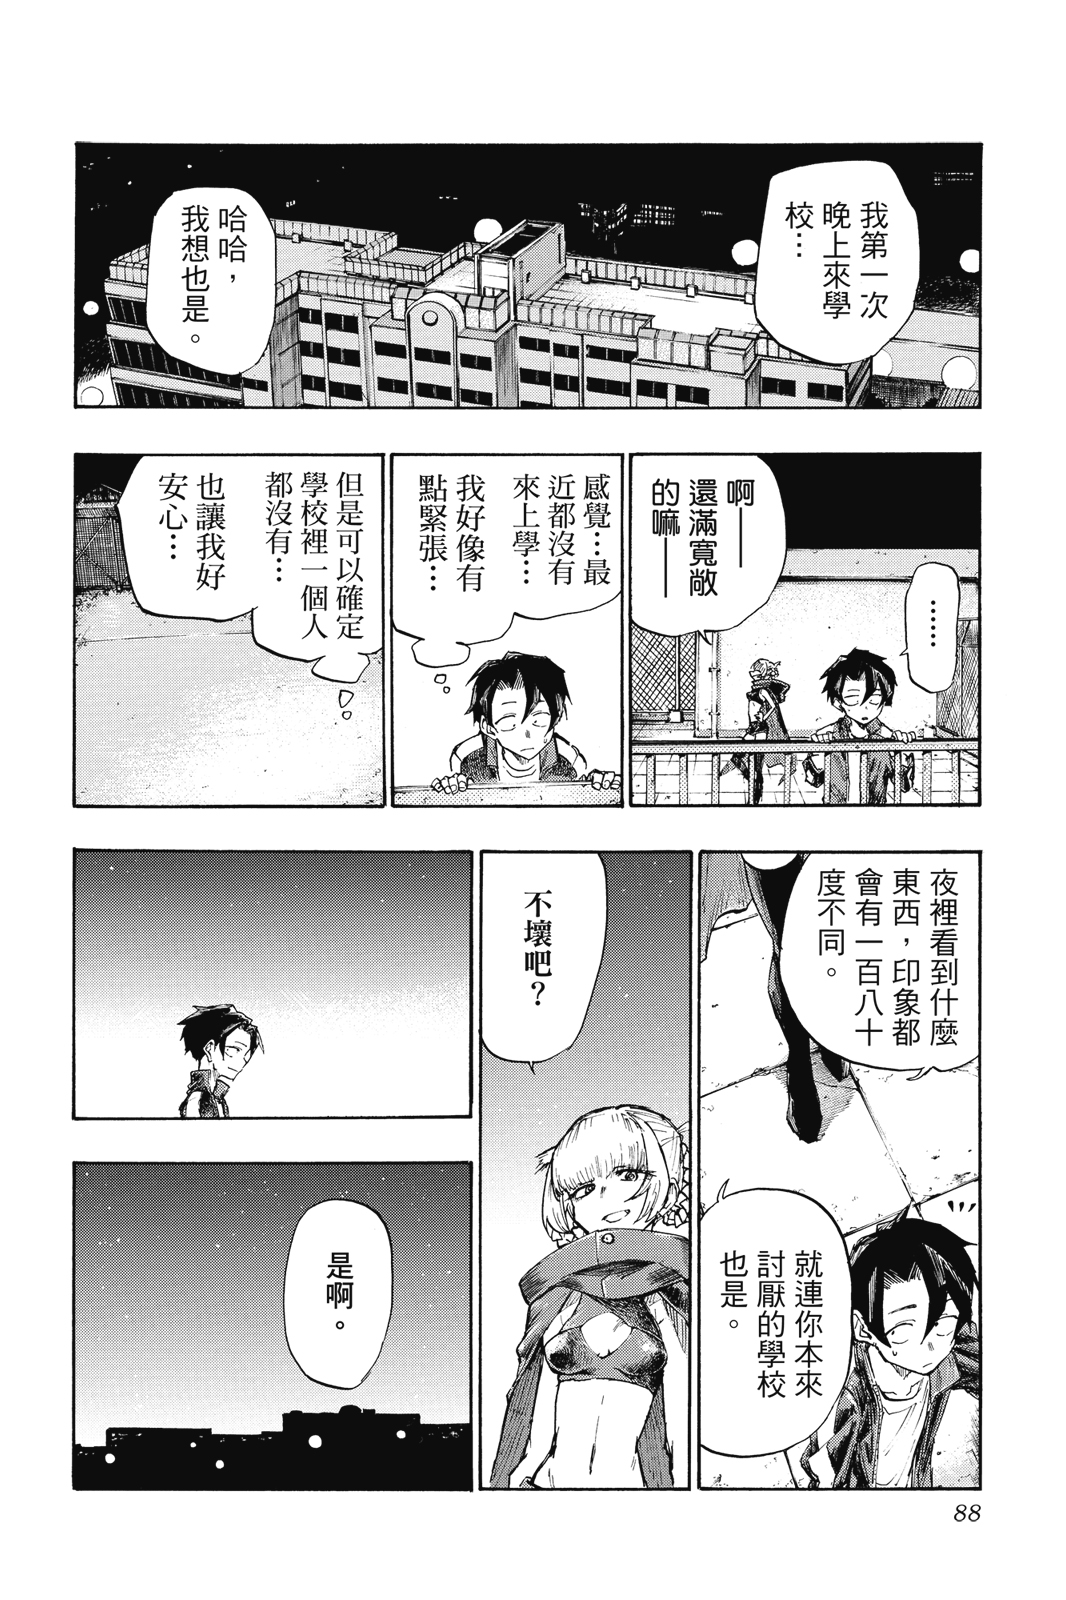 我第一次
晚上來學
校…
哈哈，
我想也是。
……
啊——
還滿寬敞
的嘛——
感覺…最
近都沒有
來上學…
我好像有
點緊張…
但是可以確定
學校裡一個人
都沒有…
也讓我好
安心…
夜裡看到什麼
東西，印象都
會有一百八十
度不同。
就連你本來
討厭的學校
也是。
不壞吧？
是啊。
88